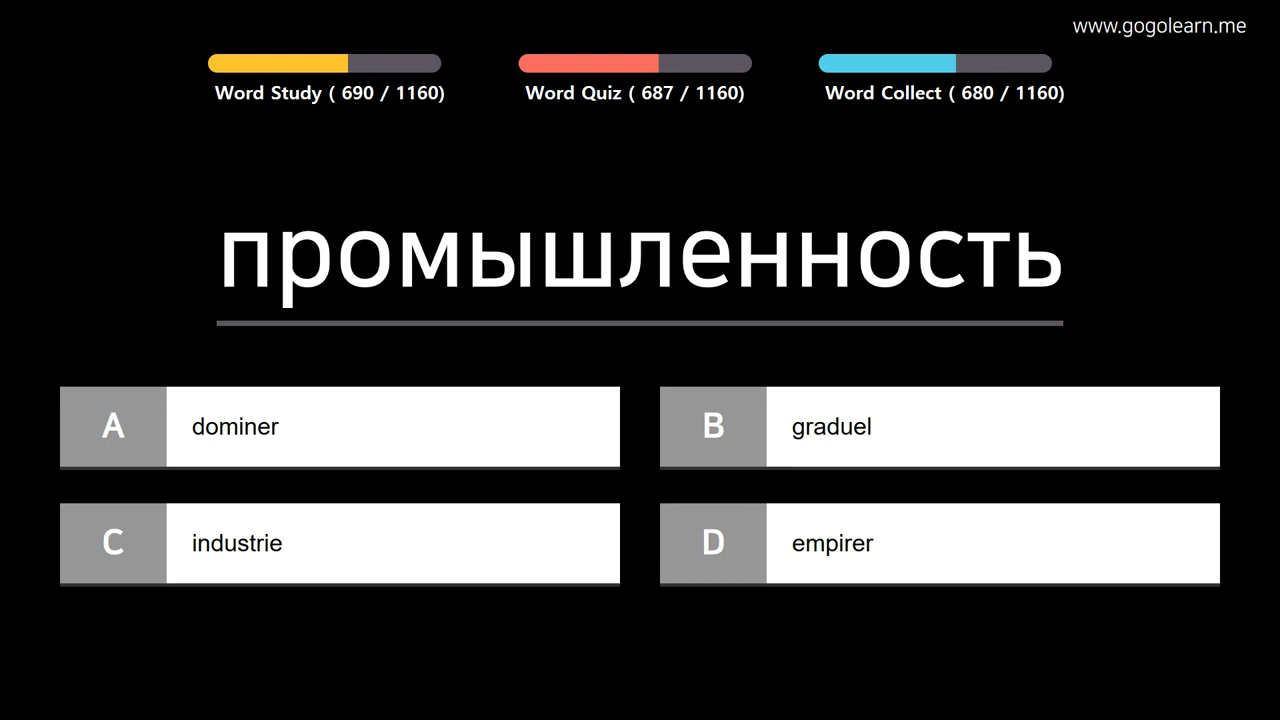 www.gogolearn.me
Word Study ( 690 / 1160)
Word Quiz ( 687 / 1160)
Word Collect ( 680 / 1160)
промышленность
A dominer
B graduel
C industrie
D empirer